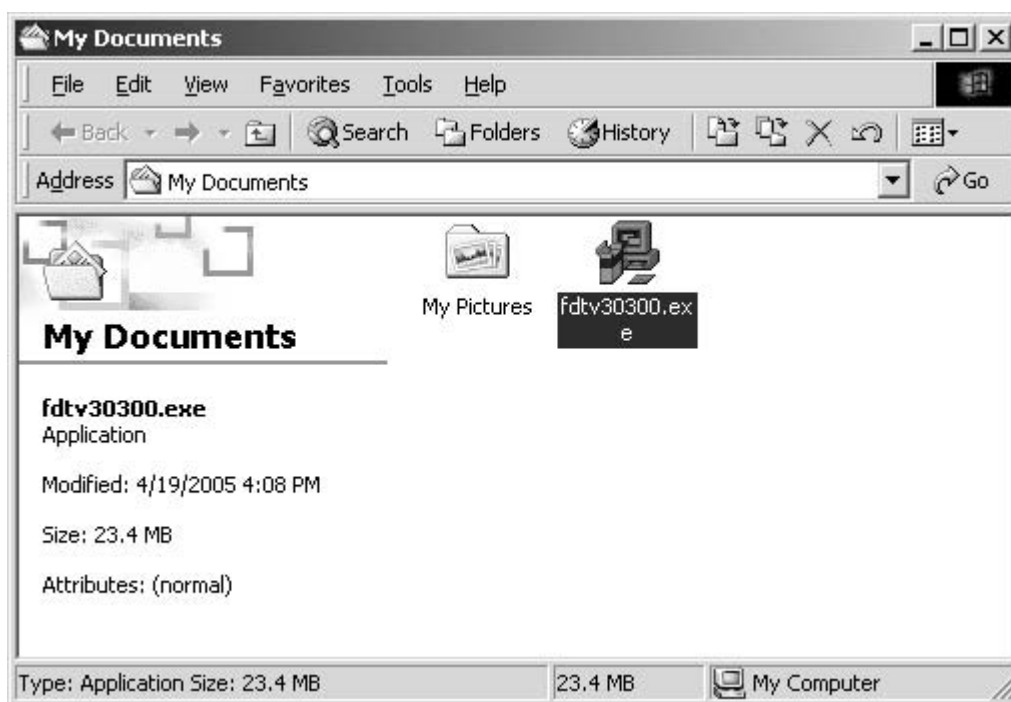 My Documents
File Edit View Favorites Tools Help
Back Search Folders History
Address My Documents Go
My Pictures
fdtv30300.ex
e
My Documents
fdtv30300.exe
Application
Modified: 4/19/2005 4:08 PM
Size: 23.4 MB
Attributes: (normal)
Type: Application Size: 23.4 MB 23.4 MB My Computer